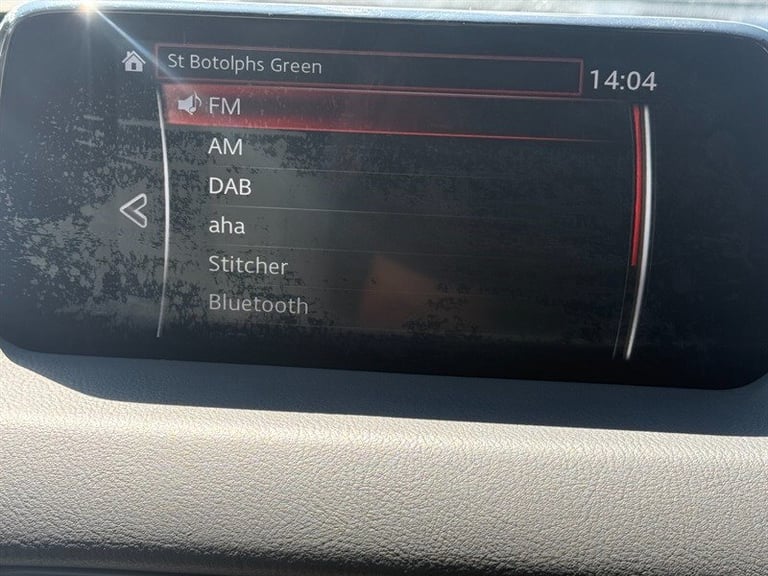 St Botolphs Green
14:04
FM
AM
DAB
aha
Stitcher
Bluetooth